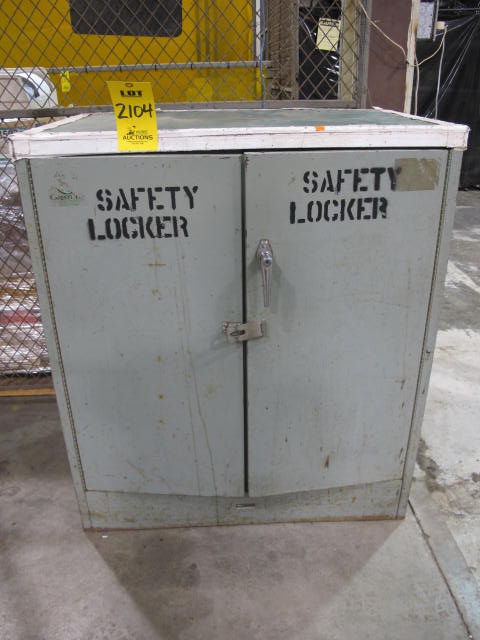 LOT
2104
AUCTIONS
SAFETY
LOCKER
SAFETY
LOCKER